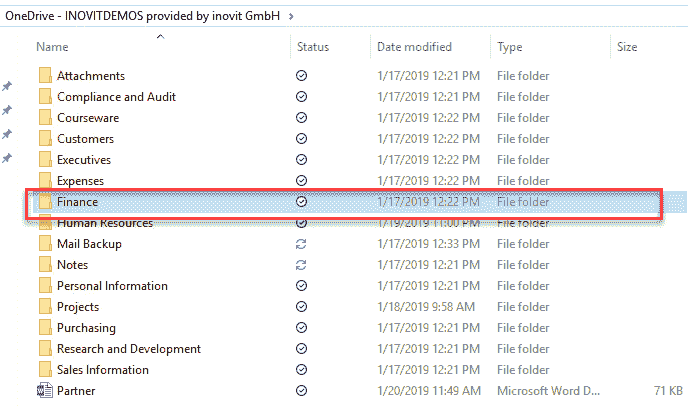 OneDrive - INOVITDEMOS provided by inovit GmbH >
Name Status Date modified Type Size
Attachments 1/17/2019 12:21 PM File folder
Compliance and Audit 1/17/2019 12:21 PM File folder
Courseware 1/17/2019 12:22 PM File folder
Customers 1/17/2019 12:22 PM File folder
Executives 1/17/2019 12:22 PM File folder
Expenses 1/17/2019 12:22 PM File folder
Finance 1/17/2019 12:22 PM File folder
Human Resources 1/19/2019 11:00 PM File folder
Mail Backup 1/17/2019 12:33 PM File folder
Notes 1/17/2019 12:21 PM File folder
Personal Information 1/17/2019 12:21 PM File folder
Projects 1/18/2019 9:58 AM File folder
Purchasing 1/17/2019 12:21 PM File folder
Research and Development 1/17/2019 12:21 PM File folder
Sales Information 1/17/2019 12:21 PM File folder
Partner 1/20/2019 11:49 AM Microsoft Word D... 71 KB